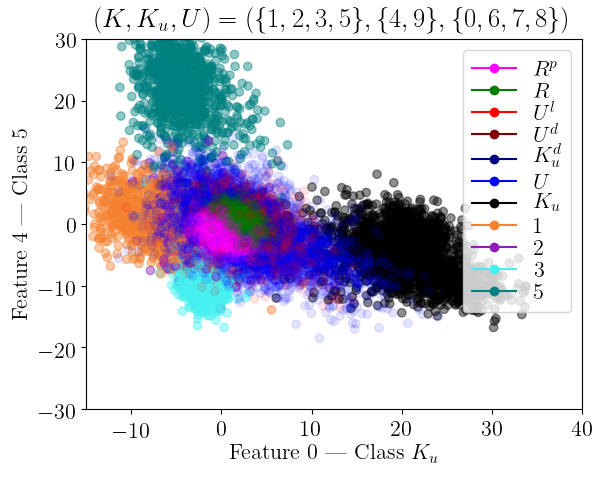 (K, K_u, U) = ({1, 2, 3, 5}, {4, 9}, {0, 6, 7, 8})
30
20
10
0
−10
−20
−30
Feature 4 — Class 5
−10
0
10
20
30
40
Feature 0 — Class K_u
R^p
R
U^l
U^d
K_u^d
U
K_u
1
2
3
5